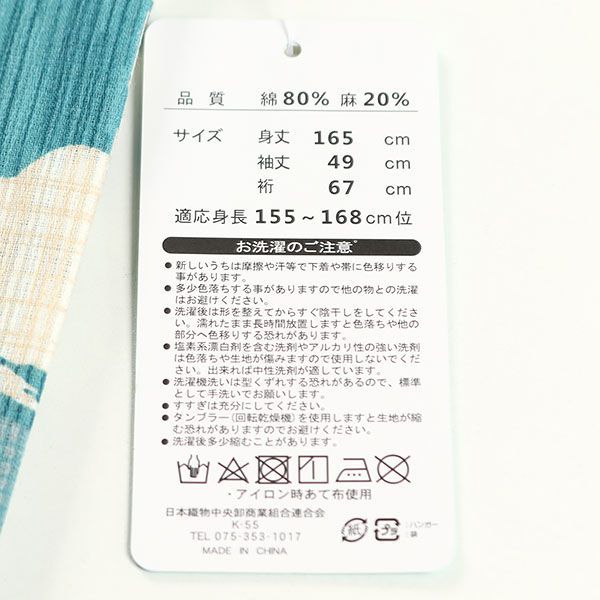 品質 綿80% 麻20%
サイズ 身丈 165 cm
袖丈 49 cm
裄 67 cm
適応身長 155～168cm位
お洗濯のご注意
●新しいうちは摩擦や汗等で下着や帯に色移りする
事があります。
●多少色落ちする事がありますので他の物との洗濯
はお避けください。
●洗濯後は形を整えてからすぐ陰干しをしてくださ
い。濡れたまま長時間放置しますと色落ちや他の
部分へ色移りする恐れがあります。
●塩素系漂白剤を含む洗剤やアルカリ性の強い洗剤
は色落ちや生地が傷みますので使用しないでくだ
さい。出来れば中性洗剤が適しています。
●洗濯機洗いは型くずれする恐れがあるので、標準
として手洗いでお願いします。
●すすぎは充分にしてください。
●タンブラー(回転乾燥機)を使用しますと生地が縮
む恐れがありますのでお避けください。
●洗濯後多少縮むことがあります。
・アイロン時あて布使用
日本織物中央卸商業組合連合会
K-55
TEL 075-353-1017
MADE IN CHINA
紙
プラ
:ハンガー
:袋